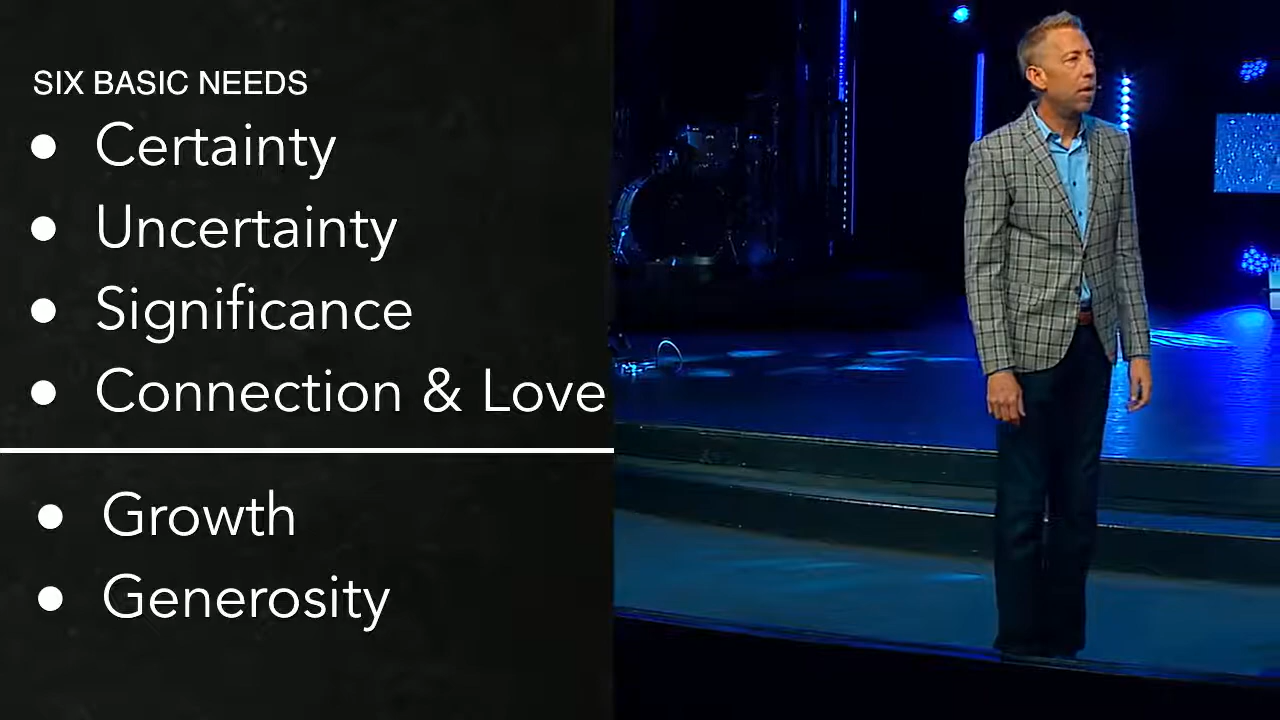 SIX BASIC NEEDS
● Certainty
● Uncertainty
● Significance
● Connection & Love
● Growth
● Generosity